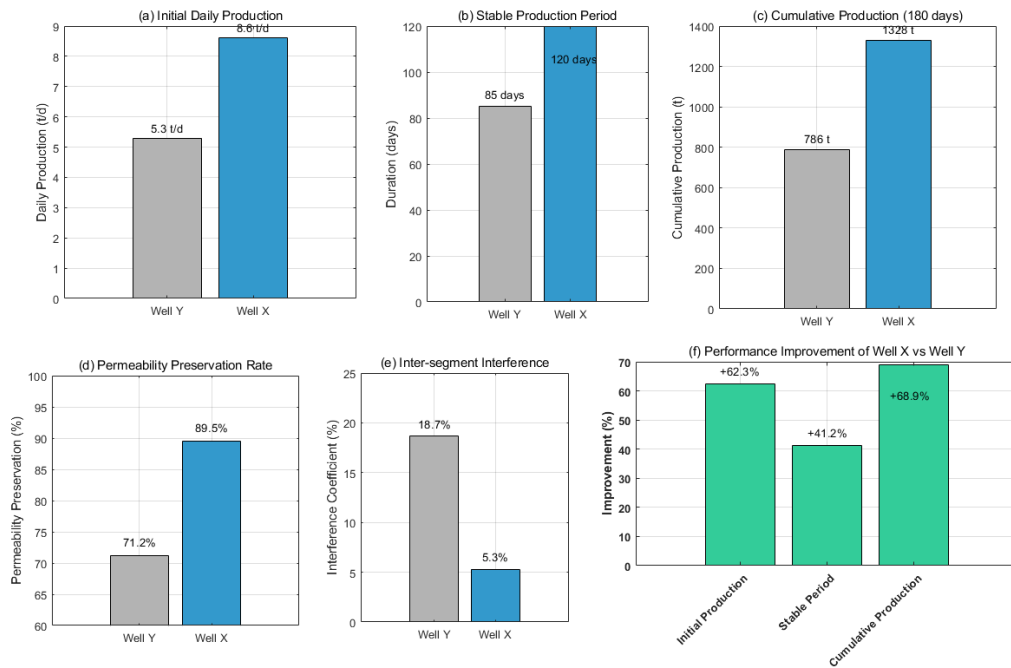 (a) Initial Daily Production
Daily Production (t/d)
9
8
7
6
5
4
3
2
1
0
5.3 t/d
8.6 t/d
Well Y
Well X
(b) Stable Production Period
Duration (days)
120
100
80
60
40
20
0
85 days
120 days
Well Y
Well X
(c) Cumulative Production (180 days)
Cumulative Production (t)
1400
1200
1000
800
600
400
200
0
786 t
1328 t
Well Y
Well X
(d) Permeability Preservation Rate
Permeability Preservation (%)
100
95
90
85
80
75
70
65
60
71.2%
89.5%
Well Y
Well X
(e) Inter-segment Interference
Interference Coefficient (%)
25
20
15
10
5
0
18.7%
5.3%
Well Y
Well X
(f) Performance Improvement of Well X vs Well Y
Improvement (%)
70
60
50
40
30
20
10
0
+62.3%
+41.2%
+68.9%
Initial Production
Stable Period
Cumulative Production